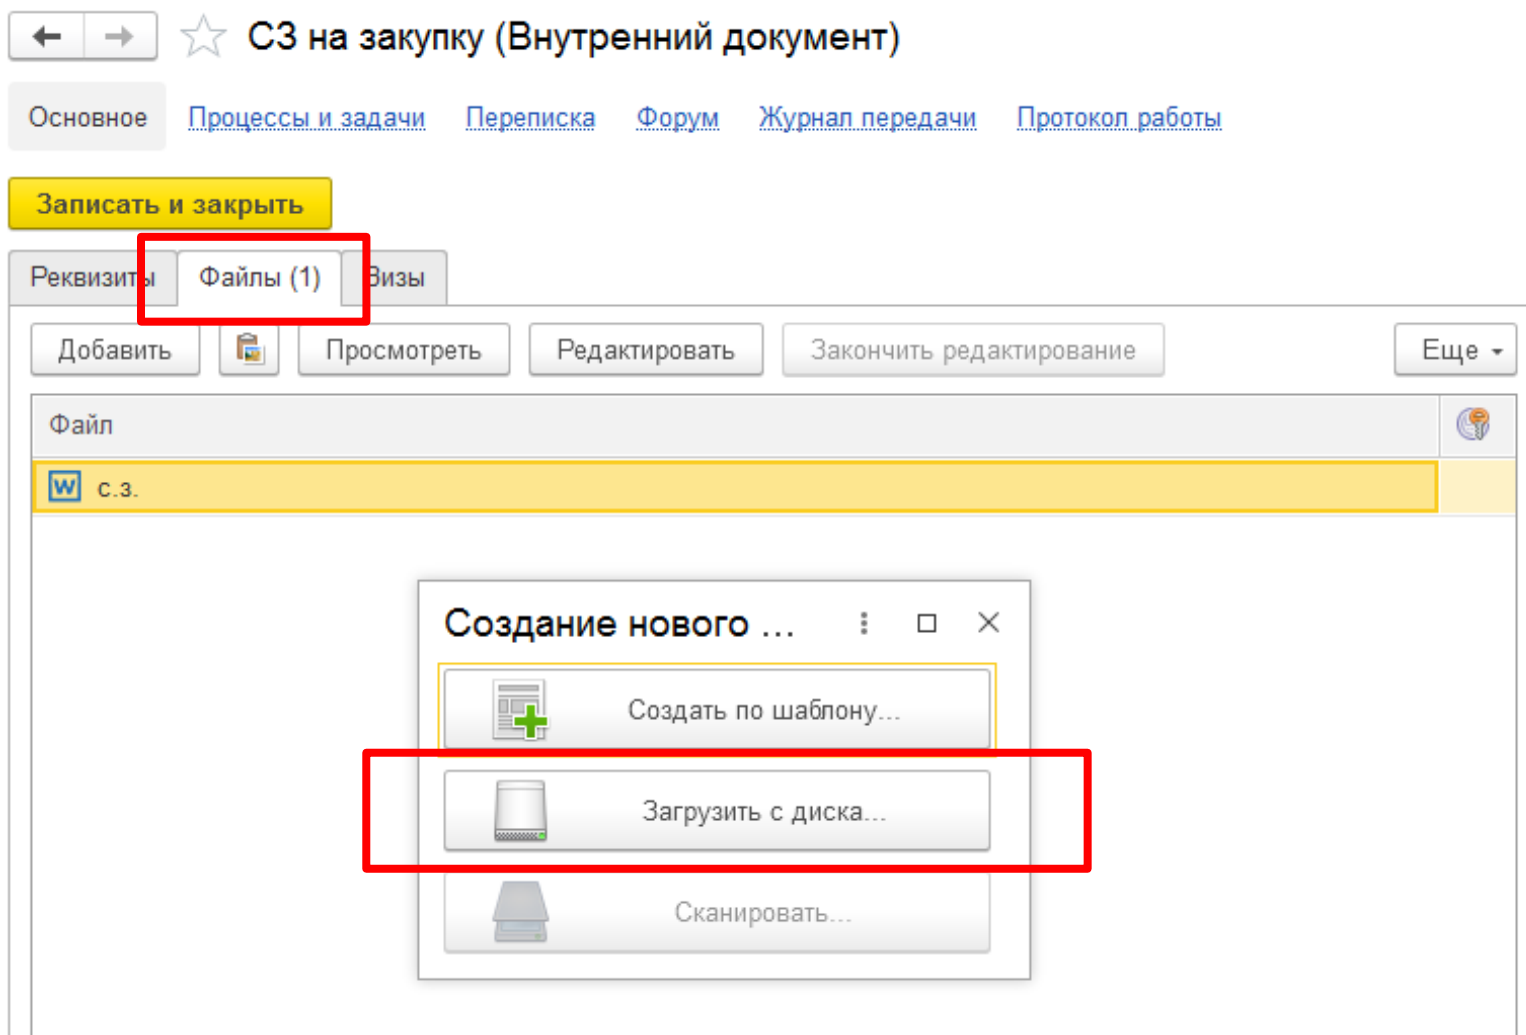 СЗ на закупку (Внутренний документ)
Основное Процессы и задачи Переписка Форум Журнал передачи Протокол работы
Записать и закрыть
Реквизиты Файлы (1) Визы
Добавить Просмотреть Редактировать Закончить редактирование Еще
Файл
W с.з.
Создание нового ...
Создать по шаблону...
Загрузить с диска...
Сканировать...